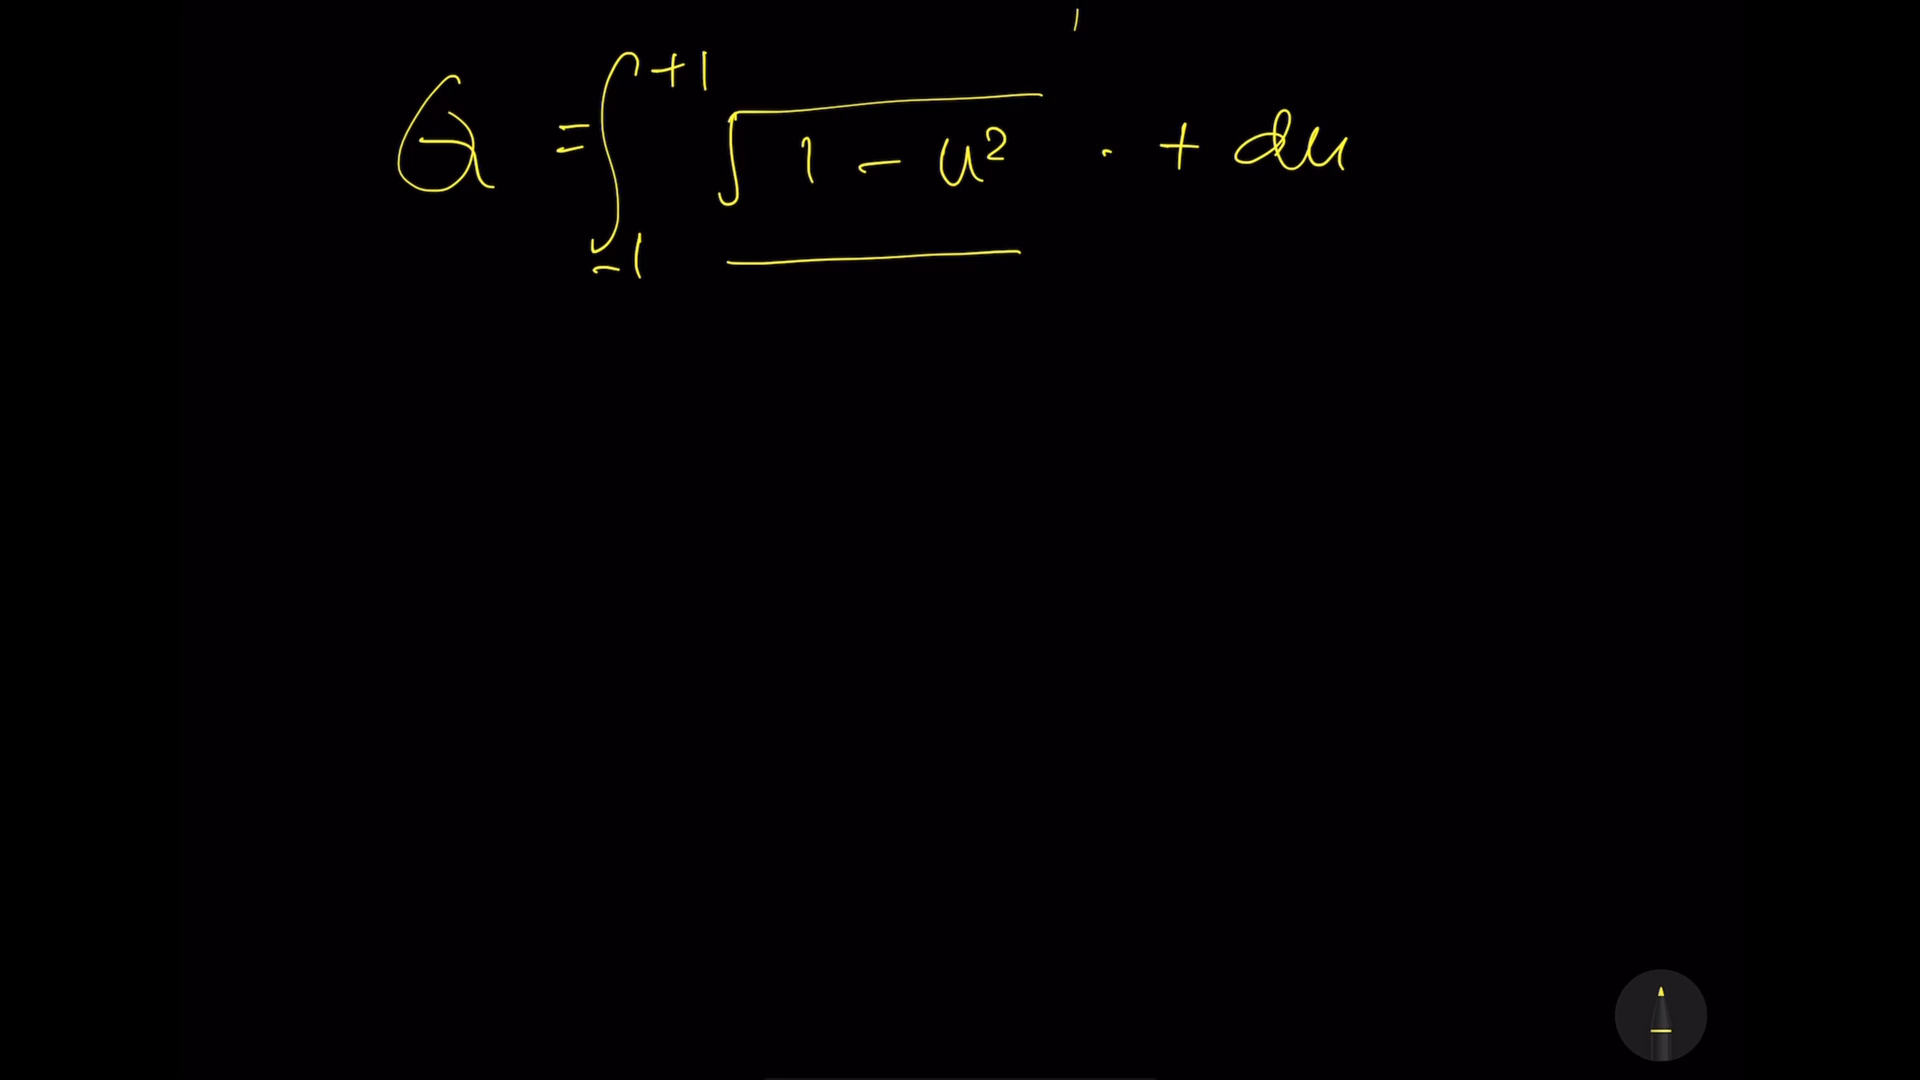 Q = ∫_{-1}^{+1} √(1 - u²) · + du